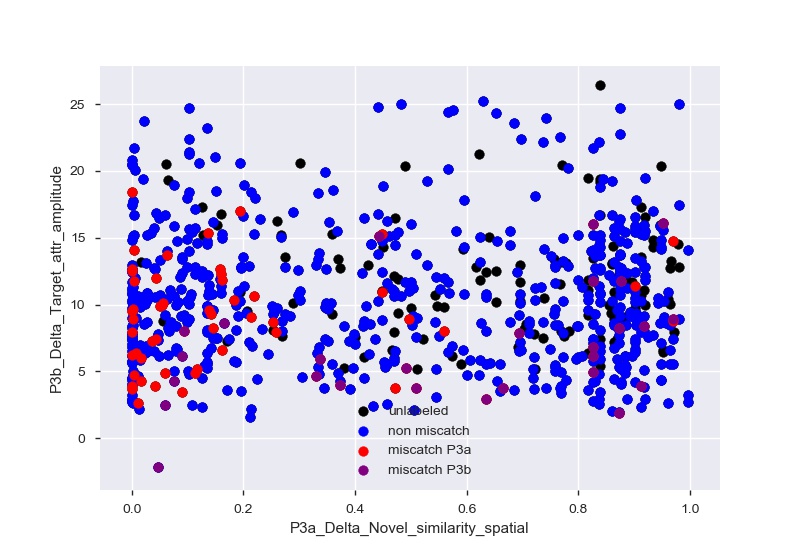 25
20
15
10
5
0
P3b_Delta_Target_attr_amplitude
unlabeled
non miscatch
miscatch P3a
miscatch P3b
0.0 0.2 0.4 0.6 0.8 1.0
P3a_Delta_Novel_similarity_spatial